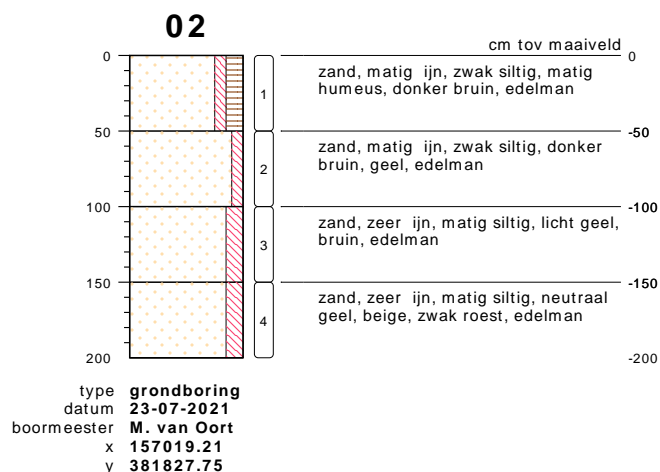 02
cm tov maaiveld
0
0
1
zand, matig ijn, zwak siltig, matig
humeus, donker bruin, edelman
50
-50
2
zand, matig ijn, zwak siltig, donker
bruin, geel, edelman
100
-100
3
zand, zeer ijn, matig siltig, licht geel,
bruin, edelman
150
-150
4
zand, zeer ijn, matig siltig, neutraal
geel, beige, zwak roest, edelman
200
-200
type grondboring
datum 23-07-2021
boormeester M. van Oort
x 157019.21
y 381827.75